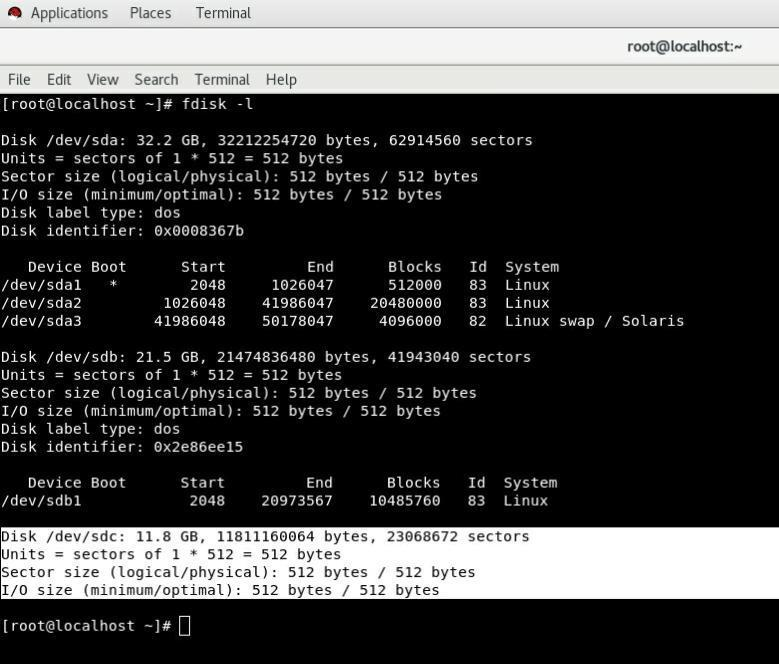 Applications Places Terminal
root@localhost:~
File Edit View Search Terminal Help
[root@localhost ~]# fdisk -l
Disk /dev/sda: 32.2 GB, 32212254720 bytes, 62914560 sectors
Units = sectors of 1 * 512 = 512 bytes
Sector size (logical/physical): 512 bytes / 512 bytes
I/O size (minimum/optimal): 512 bytes / 512 bytes
Disk label type: dos
Disk identifier: 0x0008367b
Device Boot Start End Blocks Id System
/dev/sda1 * 2048 1026047 512000 83 Linux
/dev/sda2 1026048 41986047 20480000 83 Linux
/dev/sda3 41986048 50178047 4096000 82 Linux swap / Solaris
Disk /dev/sdb: 21.5 GB, 21474836480 bytes, 41943040 sectors
Units = sectors of 1 * 512 = 512 bytes
Sector size (logical/physical): 512 bytes / 512 bytes
I/O size (minimum/optimal): 512 bytes / 512 bytes
Disk label type: dos
Disk identifier: 0x2e86ee15
Device Boot Start End Blocks Id System
/dev/sdb1 2048 20973567 10485760 83 Linux
Disk /dev/sdc: 11.8 GB, 11811160064 bytes, 23068672 sectors
Units = sectors of 1 * 512 = 512 bytes
Sector size (logical/physical): 512 bytes / 512 bytes
I/O size (minimum/optimal): 512 bytes / 512 bytes
[root@localhost ~]#